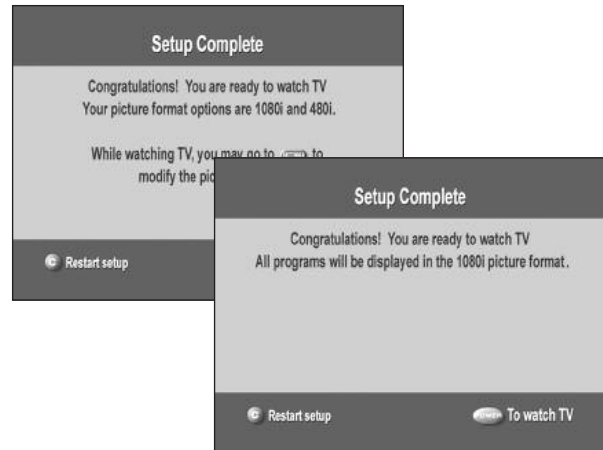 Setup Complete
Congratulations! You are ready to watch TV
Your picture format options are 1080i and 480i.
While watching TV, you may go to to
modify the pic
C Restart setup
Setup Complete
Congratulations! You are ready to watch TV
All programs will be displayed in the 1080i picture format.
C Restart setup
POWER To watch TV